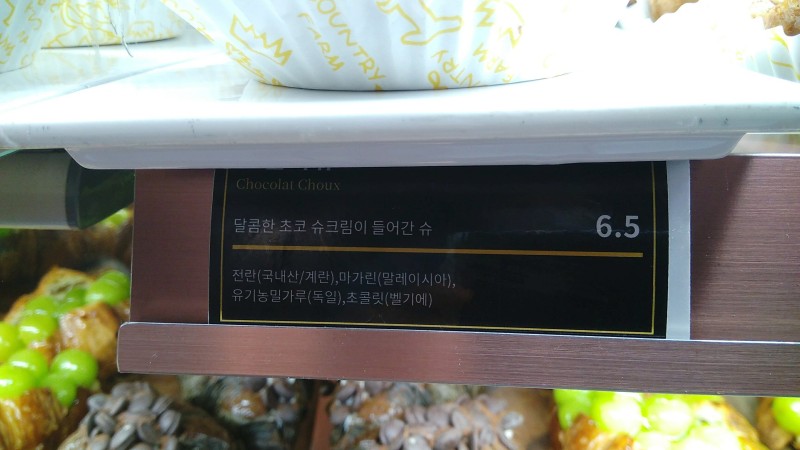 COUNTRY
FARM
Chocolat Choux
달콤한 초코 슈크림이 들어간 슈
6.5
전란(국내산/계란),마가린(말레이시아),
유기농밀가루(독일),초콜릿(벨기에)